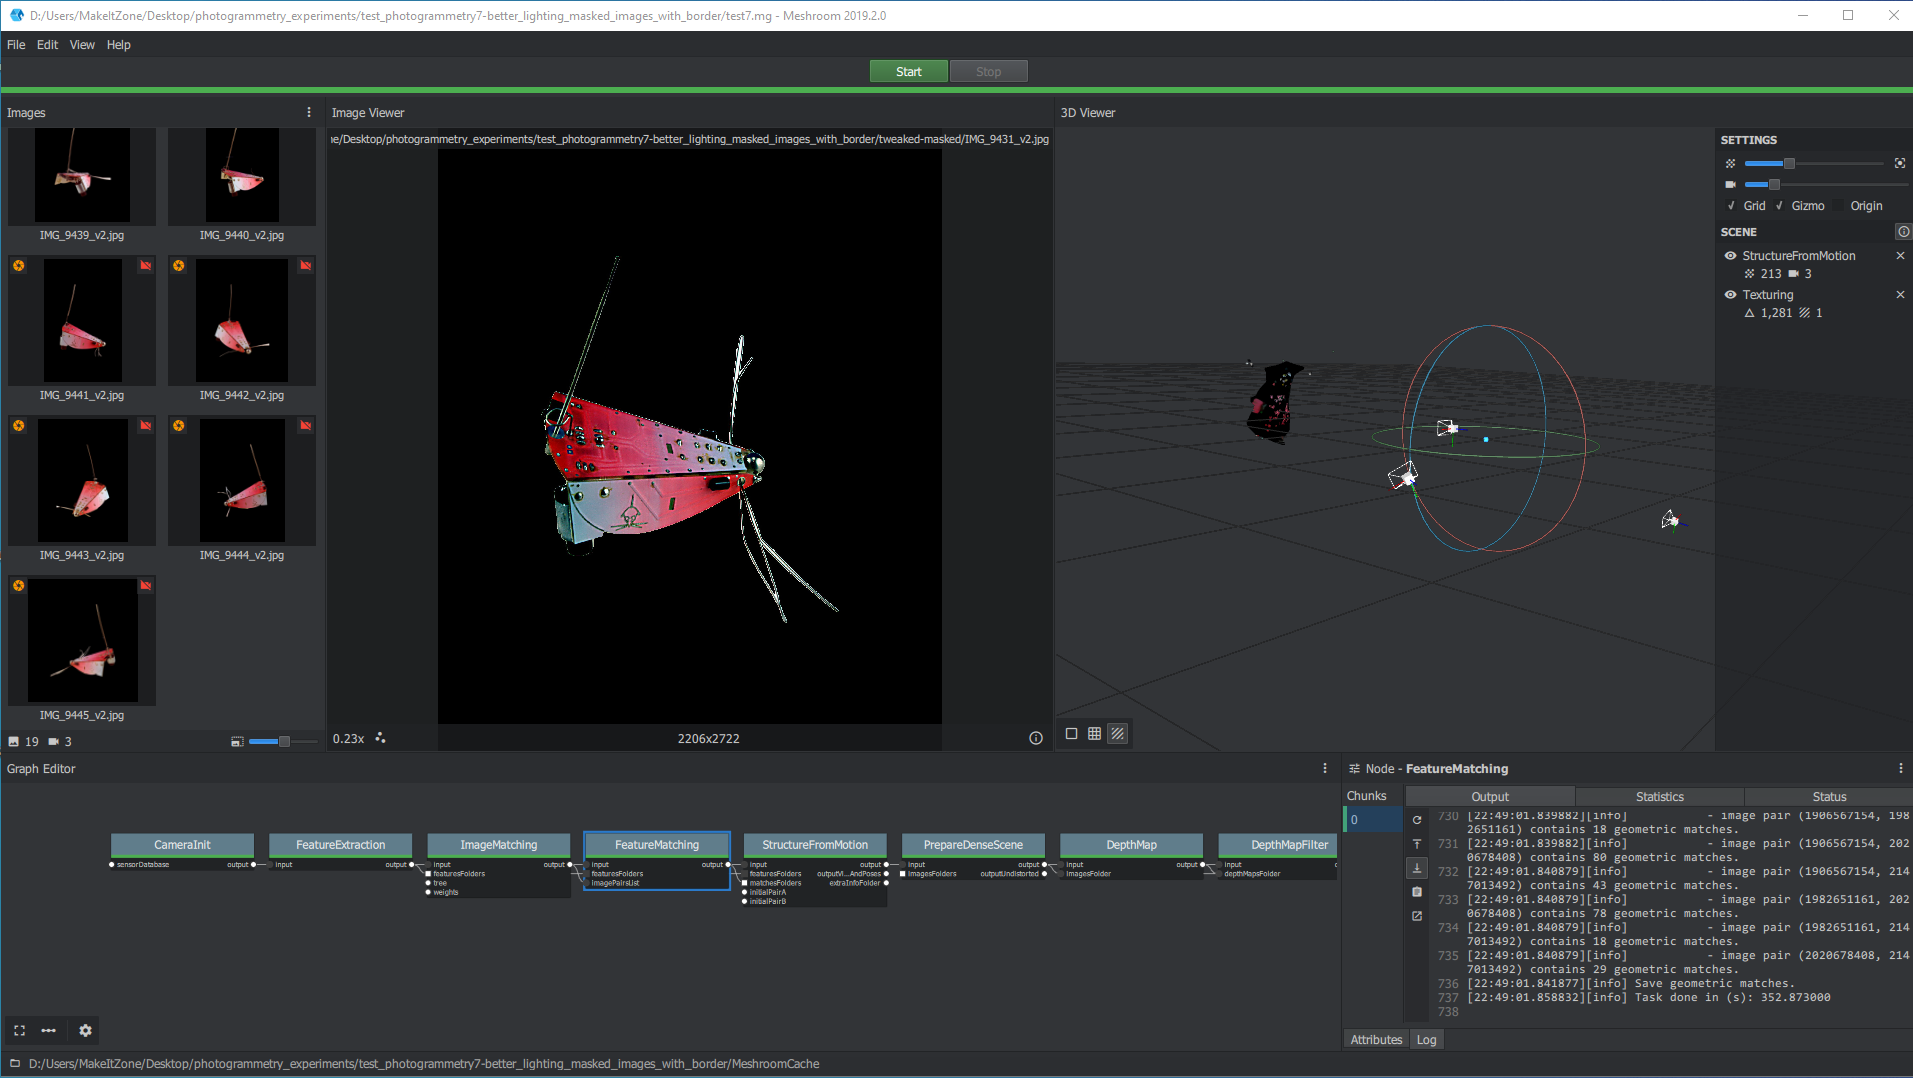 D:/Users/MakeItZone/Desktop/photogrammetry_experiments/test_photogrammetry7-better_lighting_masked_images_with_border/test7.mg - Meshroom 2019.2.0
File Edit View Help
Start Stop
Images
IMG_9439_v2.jpg IMG_9440_v2.jpg
IMG_9441_v2.jpg IMG_9442_v2.jpg
IMG_9443_v2.jpg IMG_9444_v2.jpg
IMG_9445_v2.jpg
19 3
Image Viewer
ne/Desktop/photogrammetry_experiments/test_photogrammetry7-better_lighting_masked_images_with_border/tweaked-masked/IMG_9431_v2.jpg
0.23x 2206x2722
3D Viewer
SETTINGS
Grid Gizmo Origin
SCENE
StructureFromMotion
213 3
Texturing
1,281 1
Graph Editor
CameraInit
sensorDatabase output
FeatureExtraction
input output
ImageMatching
input output
featuresFolders
tree
weights
FeatureMatching
input output
featuresFolders
imagePairsList
StructureFromMotion
input output
featuresFolders outputVi...AndPoses
matchesFolders extraInfoFolder
initialPairA
initialPairB
PrepareDenseScene
input output
imagesFolders outputUndistorted
DepthMap
input output
imagesFolder
DepthMapFilter
input
depthMapsFolder
Node - FeatureMatching
Chunks
0
Output Statistics Status
730 [22:49:01.839882][info] - image pair (1906567154, 198
2651161) contains 18 geometric matches.
731 [22:49:01.839882][info] - image pair (1906567154, 202
0678408) contains 80 geometric matches.
732 [22:49:01.840879][info] - image pair (1906567154, 214
7013492) contains 43 geometric matches.
733 [22:49:01.840879][info] - image pair (1982651161, 202
0678408) contains 78 geometric matches.
734 [22:49:01.840879][info] - image pair (1982651161, 214
7013492) contains 18 geometric matches.
735 [22:49:01.840879][info] - image pair (2020678408, 214
7013492) contains 29 geometric matches.
736 [22:49:01.841877][info] Save geometric matches.
737 [22:49:01.858832][info] Task done in (s): 352.873000
738
Attributes Log
D:/Users/MakeItZone/Desktop/photogrammetry_experiments/test_photogrammetry7-better_lighting_masked_images_with_border/MeshroomCache